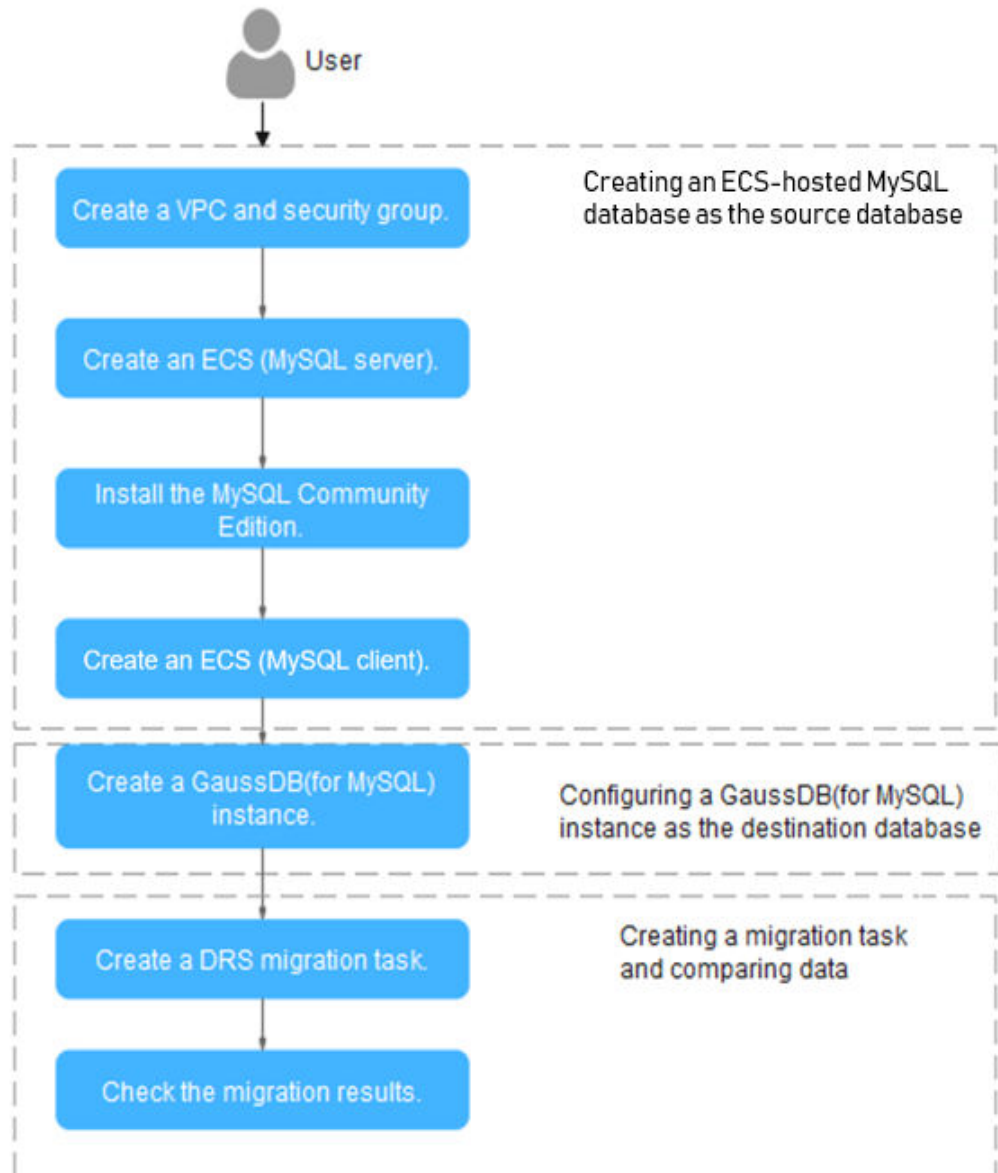 User
Creating an ECS-hosted MySQL
database as the source database
Create a VPC and security group.
Create an ECS (MySQL server).
Install the MySQL Community
Edition.
Create an ECS (MySQL client).
Create a GaussDB(for MySQL)
instance.
Configuring a GaussDB(for MySQL)
instance as the destination database
Creating a migration task
and comparing data
Create a DRS migration task.
Check the migration results.